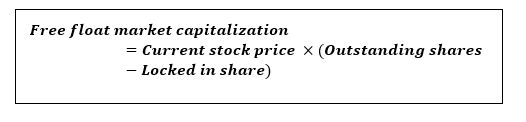 Free float market capitalization
= Current stock price × (Outstanding shares
− Locked in share)